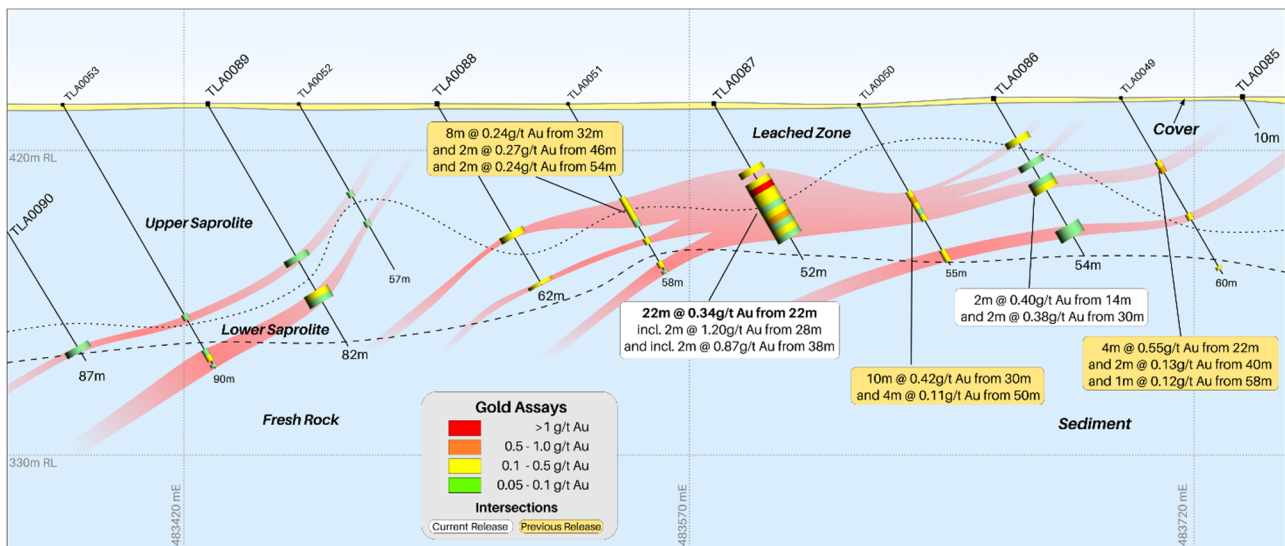 TLA0053
TLA0089
TLA0052
TLA0088
TLA0051
TLA0087
TLA0050
TLA0086
TLA0049
TLA0085
8m @ 0.24g/t Au from 32m
and 2m @ 0.27g/t Au from 46m
and 2m @ 0.24g/t Au from 54m
Leached Zone
Cover
10m
420m RL
TLA0090
Upper Saprolite
57m
52m
58m
62m
55m
54m
60m
22m @ 0.34g/t Au from 22m
incl. 2m @ 1.20g/t Au from 28m
and incl. 2m @ 0.87g/t Au from 38m
2m @ 0.40g/t Au from 14m
and 2m @ 0.38g/t Au from 30m
Lower Saprolite
82m
87m
90m
4m @ 0.55g/t Au from 22m
and 2m @ 0.13g/t Au from 40m
and 1m @ 0.12g/t Au from 58m
10m @ 0.42g/t Au from 30m
and 4m @ 0.11g/t Au from 50m
Fresh Rock
Sediment
Gold Assays
>1 g/t Au
0.5 - 1.0 g/t Au
0.1 - 0.5 g/t Au
0.05 - 0.1 g/t Au
Intersections
Current Release
Previous Release
330m RL
483420 mE
483570 mE
483720 mE